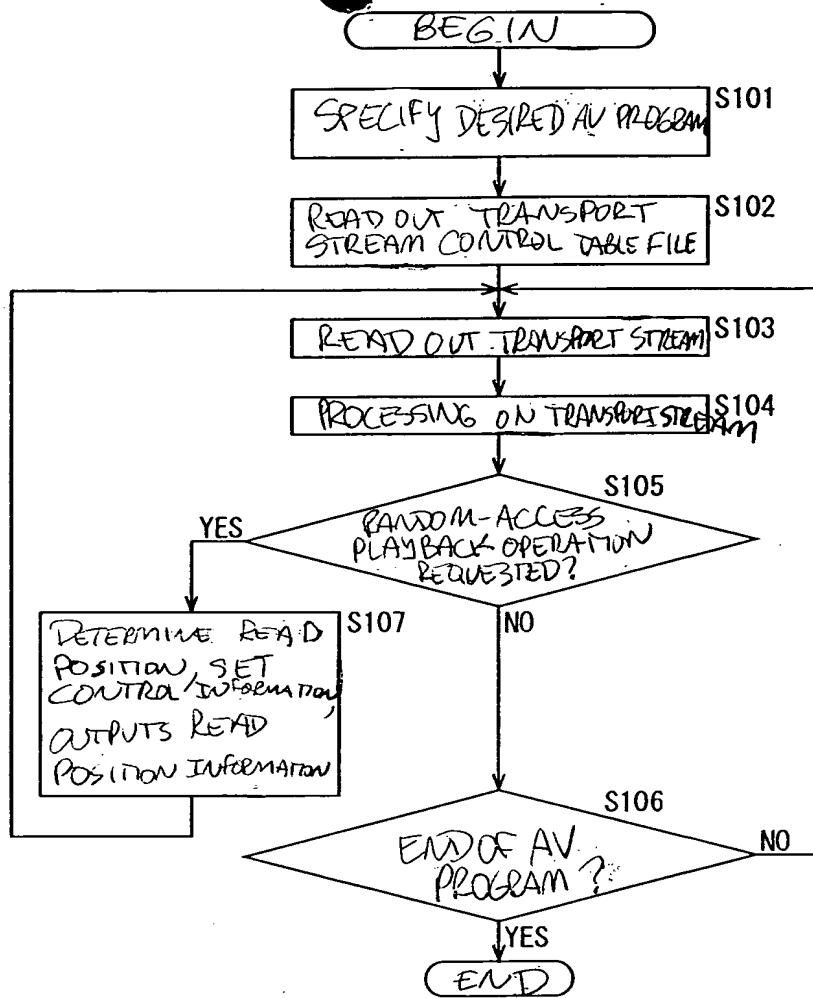 BEGIN
S101
SPECIFY DESIRED AV PROGRAM
S102
READ OUT TRANSPORT
STREAM CONTROL TABLE FILE
S103
READ OUT TRANSPORT STREAM
S104
PROCESSING ON TRANSPORT STREAM
S105
RANDOM-ACCESS
PLAYBACK OPERATION
REQUESTED?
YES
NO
S107
DETERMINE READ
POSITION, SET
CONTROL INFORMATION,
OUTPUTS READ
POSITION INFORMATION
S106
END OF AV
PROGRAM?
NO
YES
END